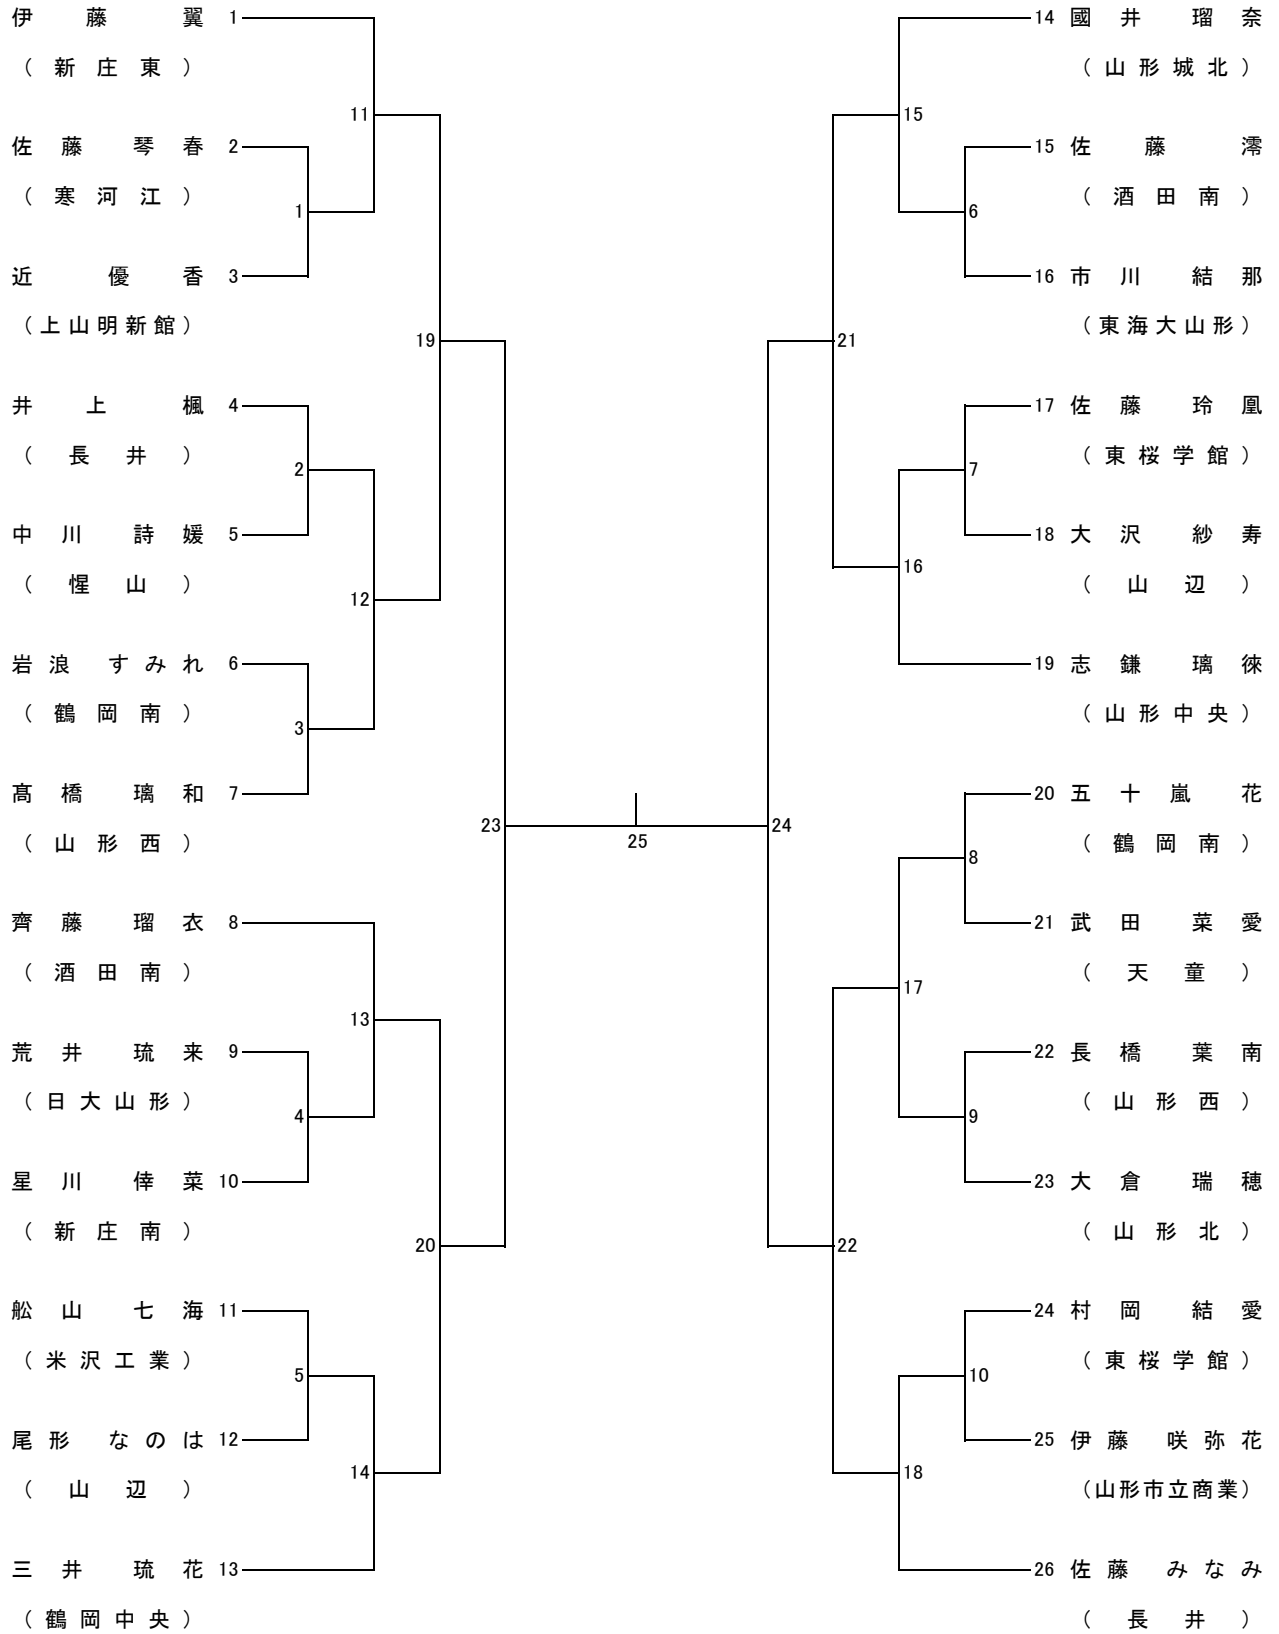 伊藤 翼 1
（新庄東）
11
佐藤 琴春 2
（寒河江）
1
近 優香 3
（上山明新館）
19
井上 楓 4
（長井）
2
中川 詩媛 5
（惺山）
12
岩浪 すみれ 6
（鶴岡南）
3
髙橋 璃和 7
（山形西）
23
齊藤 瑠衣 8
（酒田南）
13
荒井 琉来 9
（日大山形）
4
星川 倖菜 10
（新庄南）
20
舩山 七海 11
（米沢工業）
5
尾形 なのは 12
（山辺）
14
三井 琉花 13
（鶴岡中央）
25
14 國井 瑠奈
（山形城北）
15
15 佐藤 澪
（酒田南）
6
16 市川 結那
（東海大山形）
21
17 佐藤 玲凰
（東桜学館）
7
18 大沢 紗寿
（山辺）
16
19 志鎌 璃徠
（山形中央）
24
20 五十嵐 花
（鶴岡南）
8
21 武田 菜愛
（天童）
17
22 長橋 葉南
（山形西）
9
23 大倉 瑞穂
（山形北）
22
24 村岡 結愛
（東桜学館）
10
25 伊藤 咲弥花
（山形市立商業）
18
26 佐藤 みなみ
（長井）